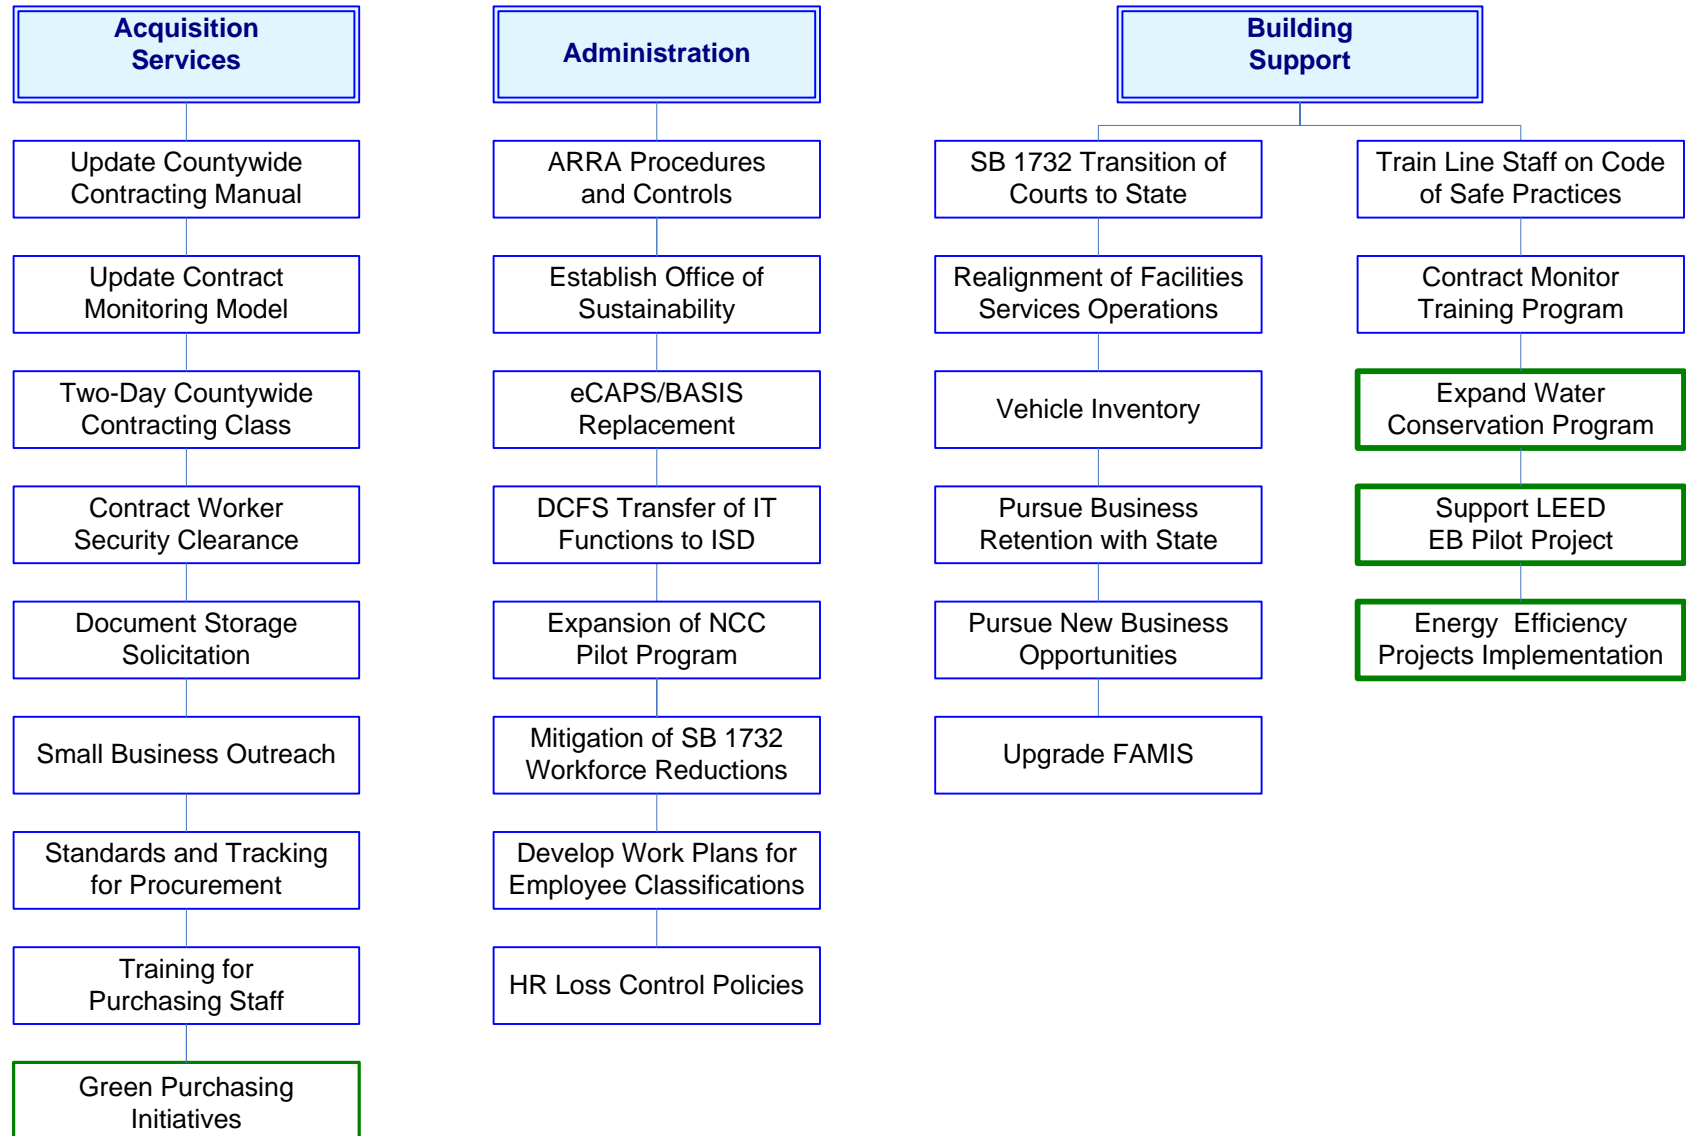 Acquisition
Services
Update Countywide
Contracting Manual
Update Contract
Monitoring Model
Two-Day Countywide
Contracting Class
Contract Worker
Security Clearance
Document Storage
Solicitation
Small Business Outreach
Standards and Tracking
for Procurement
Training for
Purchasing Staff
Green Purchasing
Initiatives
Administration
ARRA Procedures
and Controls
Establish Office of
Sustainability
eCAPS/BASIS
Replacement
DCFS Transfer of IT
Functions to ISD
Expansion of NCC
Pilot Program
Mitigation of SB 1732
Workforce Reductions
Develop Work Plans for
Employee Classifications
HR Loss Control Policies
Building
Support
SB 1732 Transition of
Courts to State
Realignment of Facilities
Services Operations
Vehicle Inventory
Pursue Business
Retention with State
Pursue New Business
Opportunities
Upgrade FAMIS
Train Line Staff on Code
of Safe Practices
Contract Monitor
Training Program
Expand Water
Conservation Program
Support LEED
EB Pilot Project
Energy  Efficiency
Projects Implementation